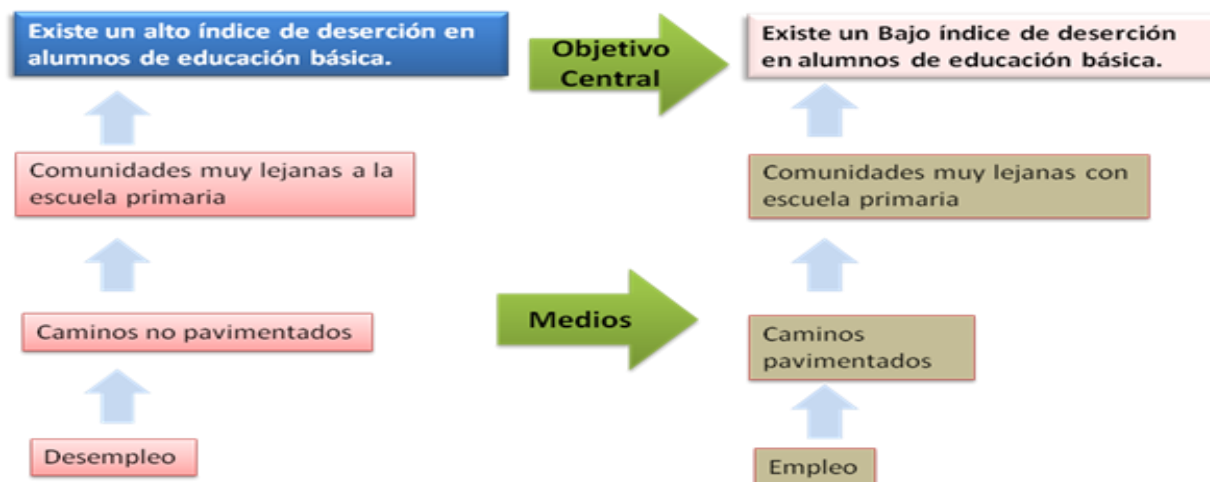 Existe un alto índice de deserción en
alumnos de educación básica.
Objetivo
Central
Existe un Bajo índice de deserción
en alumnos de educación básica.
Comunidades muy lejanas a la
escuela primaria
Comunidades muy lejanas con
escuela primaria
Caminos no pavimentados
Medios
Caminos
pavimentados
Desempleo
Empleo